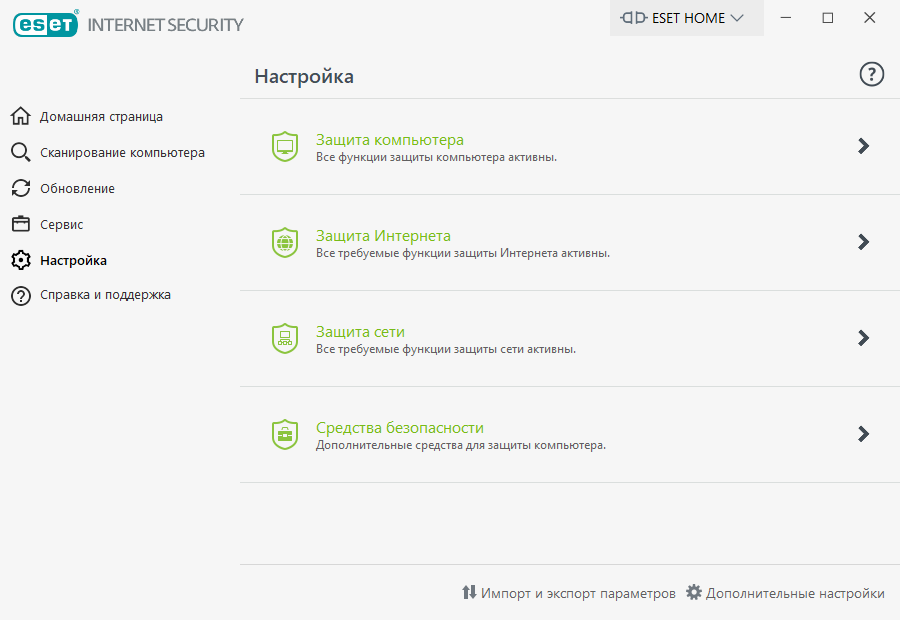 eset INTERNET SECURITY
ESET HOME
Настройка
Домашняя страница
Сканирование компьютера
Обновление
Сервис
Настройка
Справка и поддержка
Защита компьютера
Все функции защиты компьютера активны.
Защита Интернета
Все требуемые функции защиты Интернета активны.
Защита сети
Все требуемые функции защиты сети активны.
Средства безопасности
Дополнительные средства для защиты компьютера.
Импорт и экспорт параметров
Дополнительные настройки